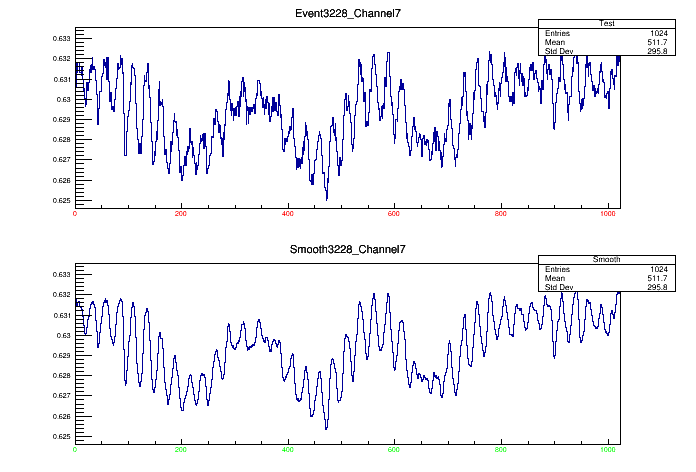 Event3228_Channel7
Test
Entries 1024
Mean 511.7
Std Dev 295.8
0.633
0.632
0.631
0.63
0.629
0.628
0.627
0.626
0.625
0 200 400 600 800 1000
Smooth3228_Channel7
Smooth
Entries 1024
Mean 511.7
Std Dev 295.8
0.633
0.632
0.631
0.63
0.629
0.628
0.627
0.626
0.625
0 200 400 600 800 1000